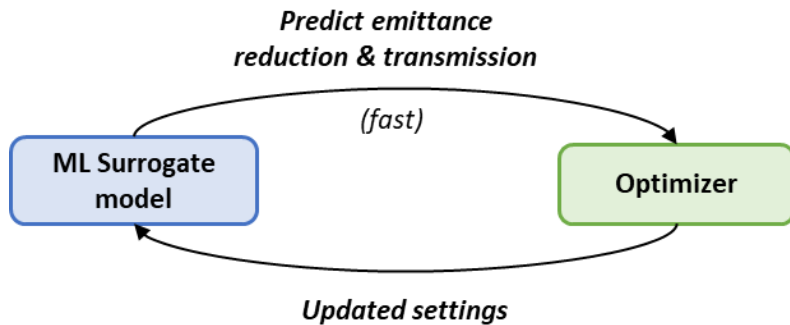 Predict emittance
reduction & transmission
(fast)
ML Surrogate
model
Optimizer
Updated settings